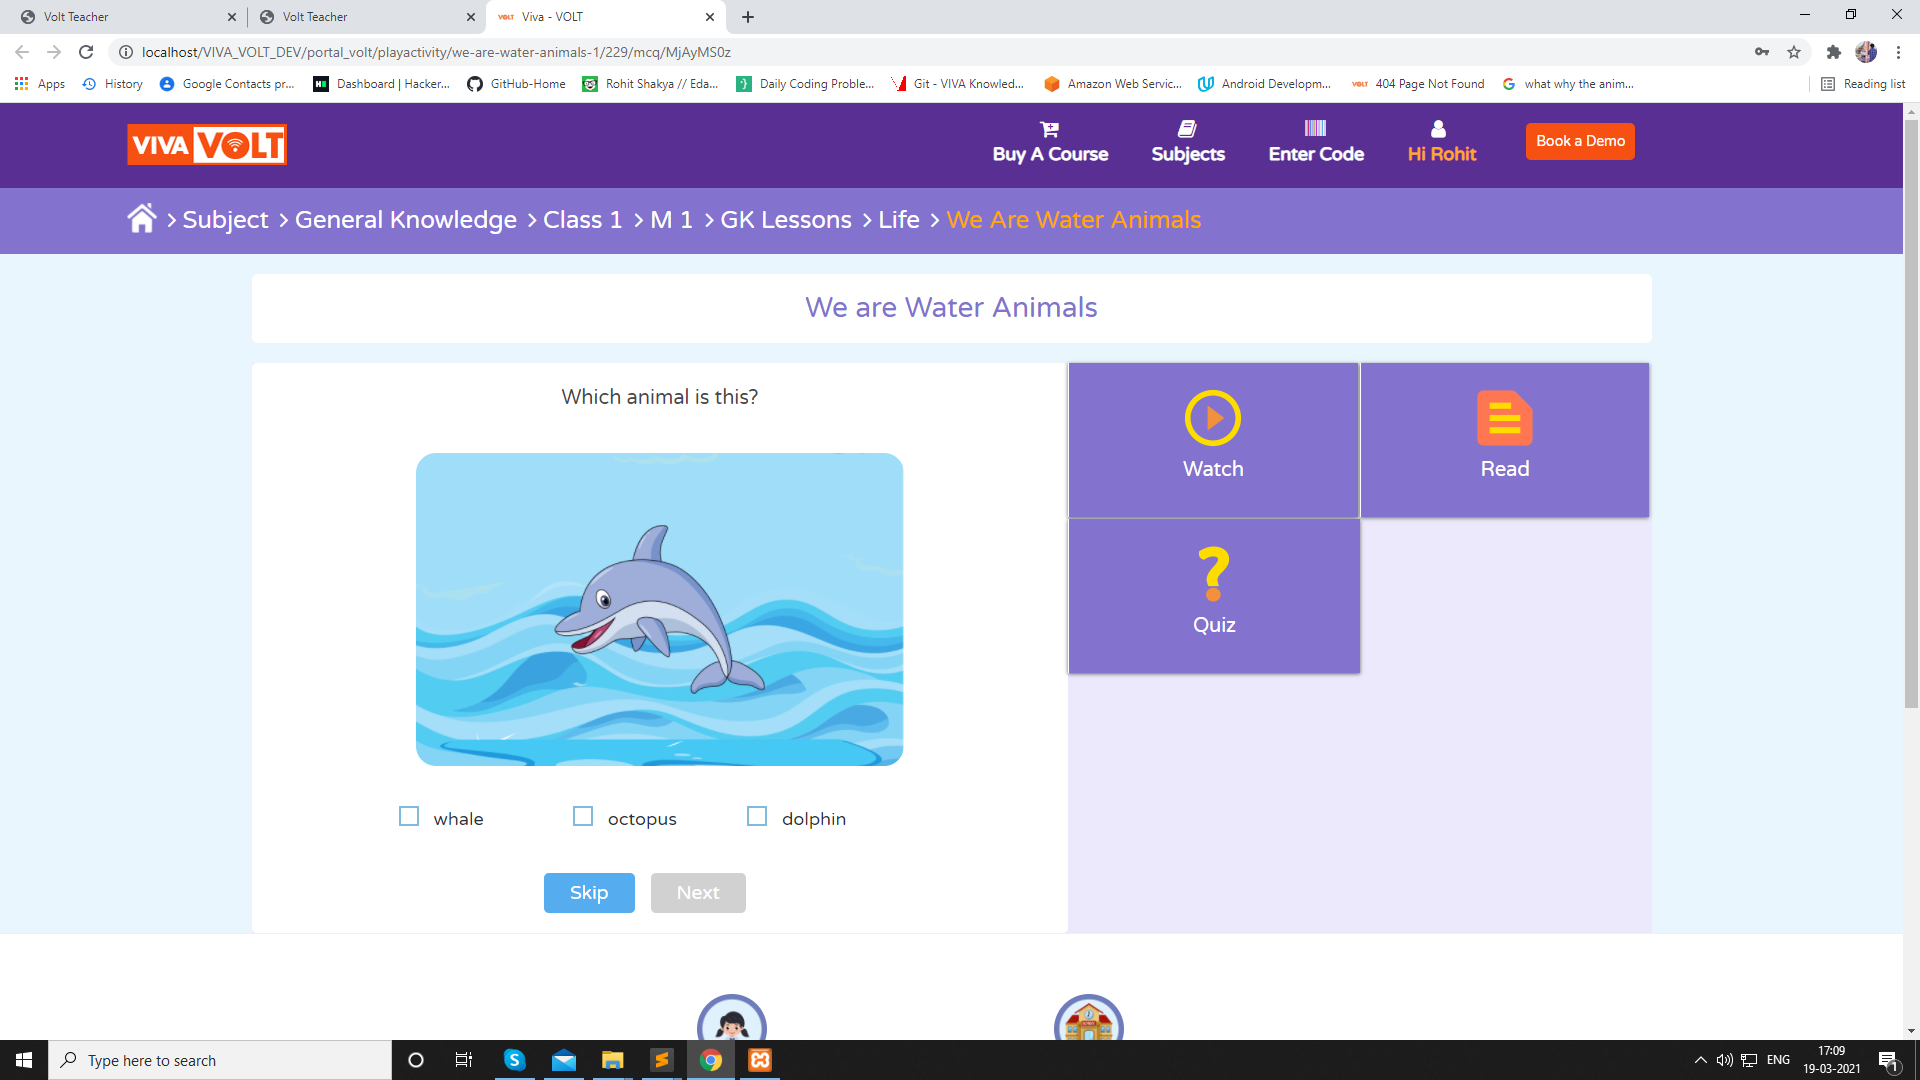 Volt Teacher
Volt Teacher
VOLT Viva - VOLT
localhost/VIVA_VOLT_DEV/portal_volt/playactivity/we-are-water-animals-1/229/mcq/MjAyMS0z
Apps History Google Contacts pr... Dashboard | Hacker... GitHub-Home Rohit Shakya // Eda... Daily Coding Proble... Git - VIVA Knowled... Amazon Web Servic... Android Developm... VOLT 404 Page Not Found what why the anim... Reading list
VIVA VOLT
Buy A Course Subjects Enter Code Hi Rohit Book a Demo
Subject > General Knowledge > Class 1 > M 1 > GK Lessons > Life > We Are Water Animals
We are Water Animals
Which animal is this?
Watch
Read
Quiz
whale octopus dolphin
Skip Next
Type here to search
ENG
17:09
19-03-2021
1